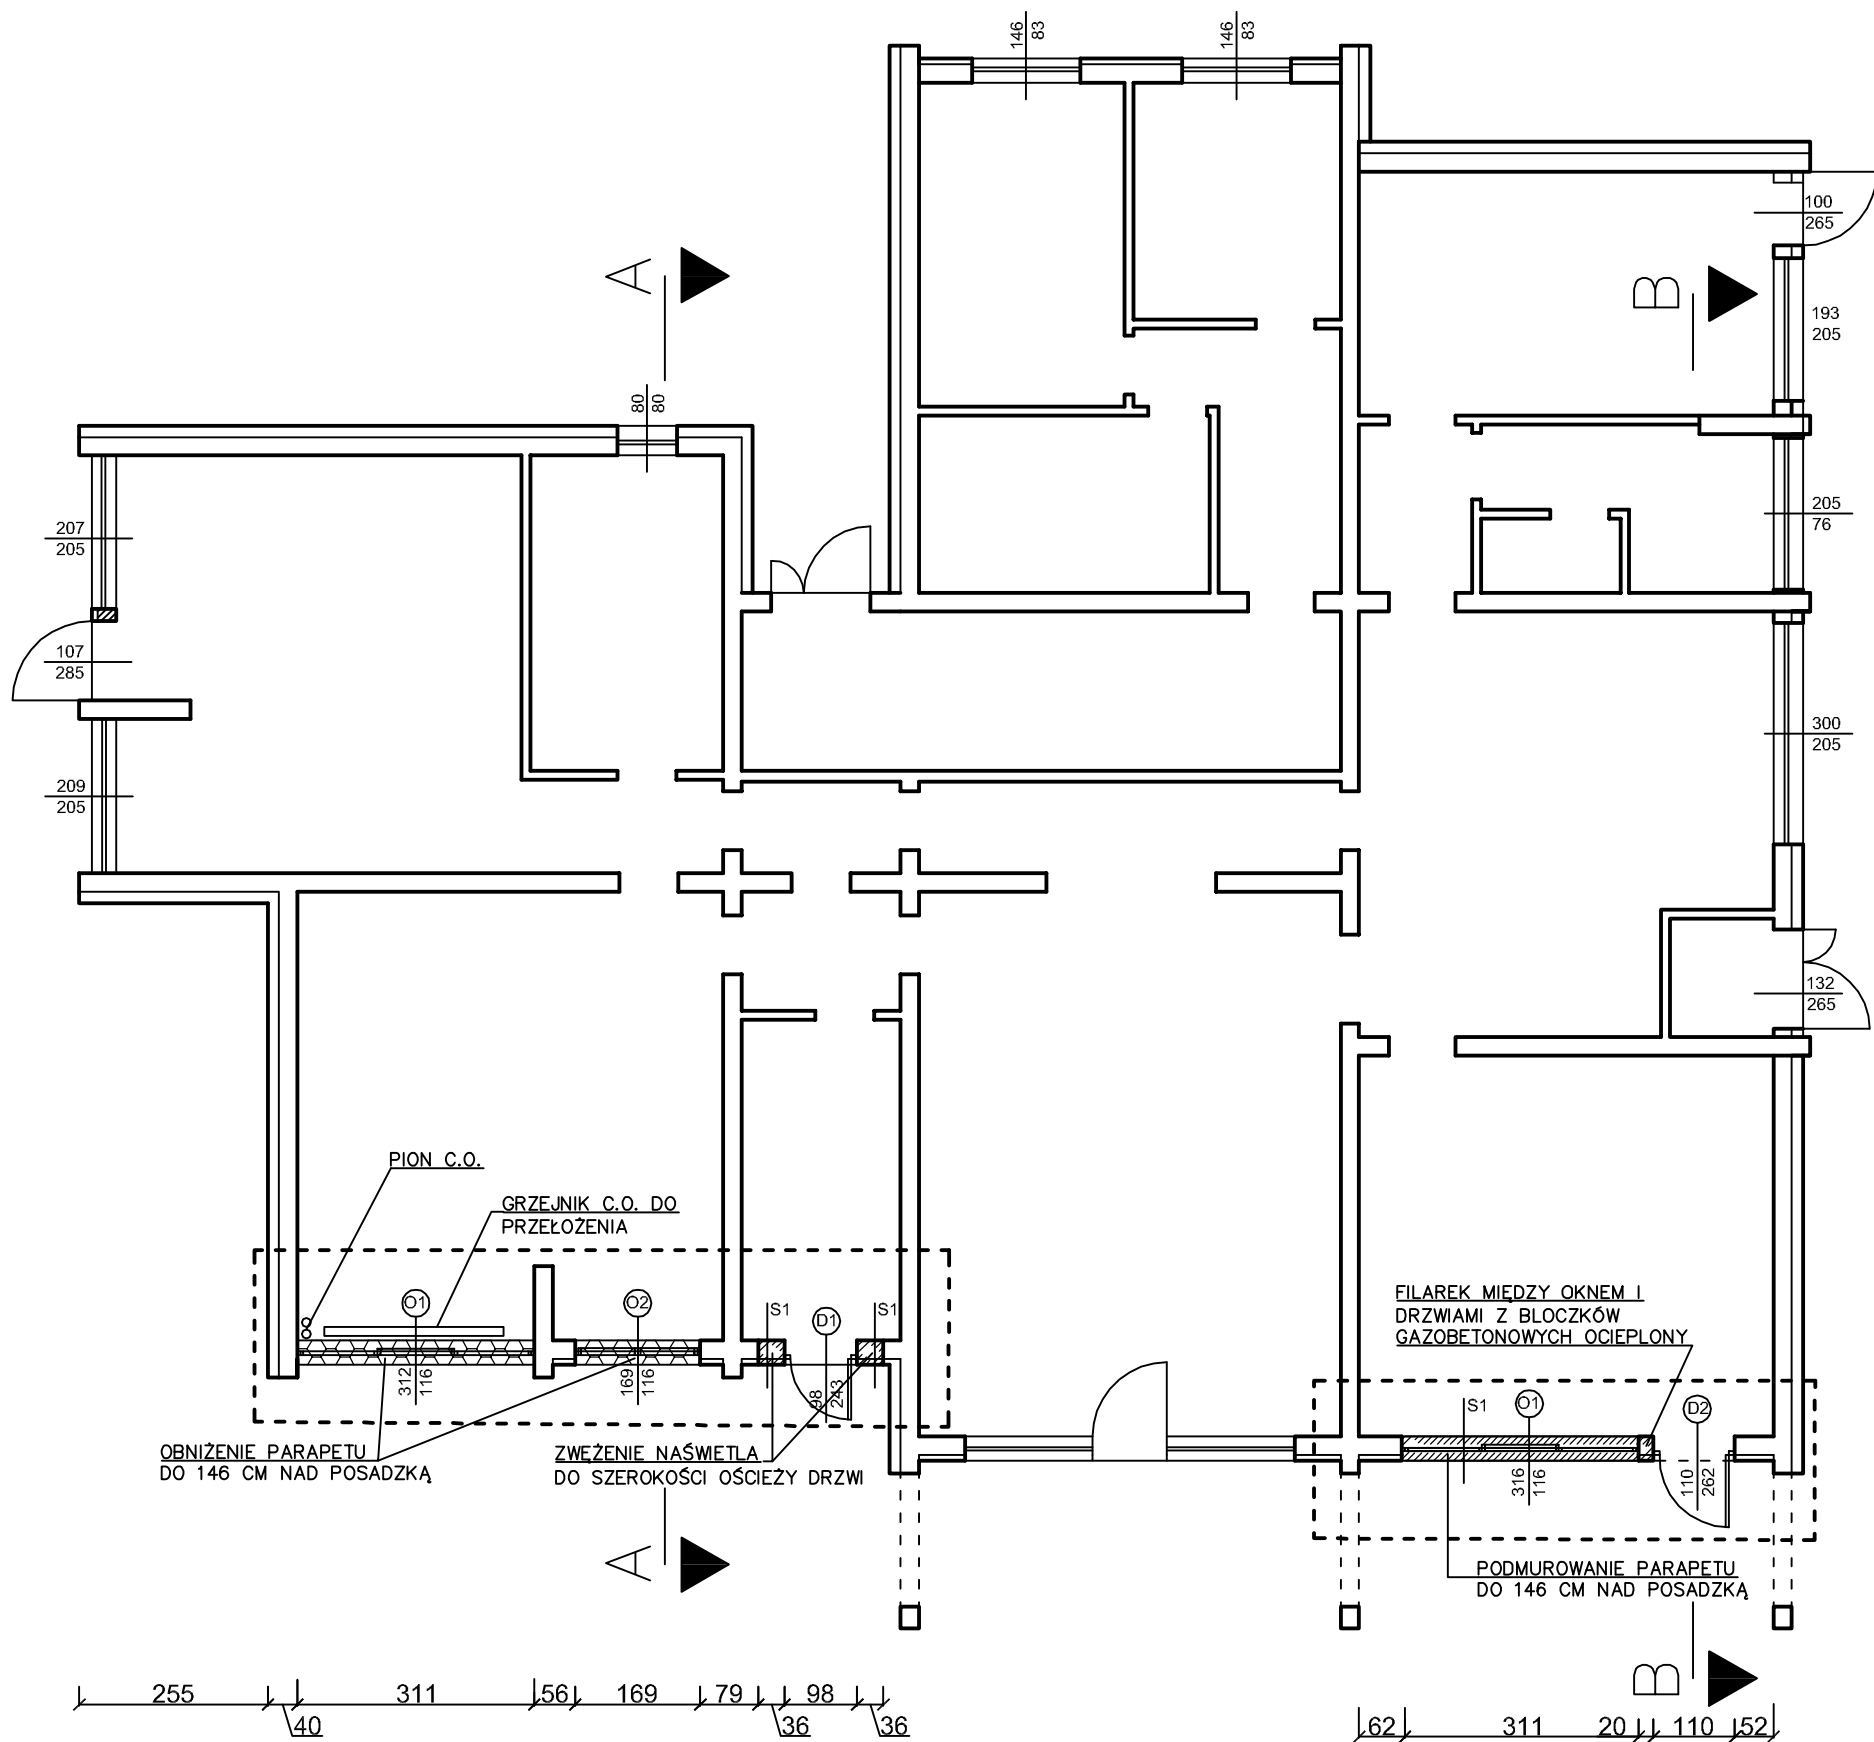 146
83
146
83
100
265
A
B
193
205
80
80
207
205
205
76
107
285
300
205
209
205
132
265
PION C.O.
GRZEJNIK C.O. DO
PRZEŁOŻENIA
O1
O2
S1
D1
S1
312
116
169
116
98
243
FILAREK MIĘDZY OKNEM I
DRZWIAMI Z BLOCZKÓW
GAZOBETONOWYCH OCIEPLONY
S1
O1
D2
316
116
110
262
OBNIŻENIE PARAPETU
DO 146 CM NAD POSADZKĄ
ZWĘŻENIE NAŚWIETLA
DO SZEROKOŚCI OŚCIEŻY DRZWI
A
PODMUROWANIE PARAPETU
DO 146 CM NAD POSADZKĄ
B
255
40
311
56
169
79
36
98
36
62
311
20
110
52